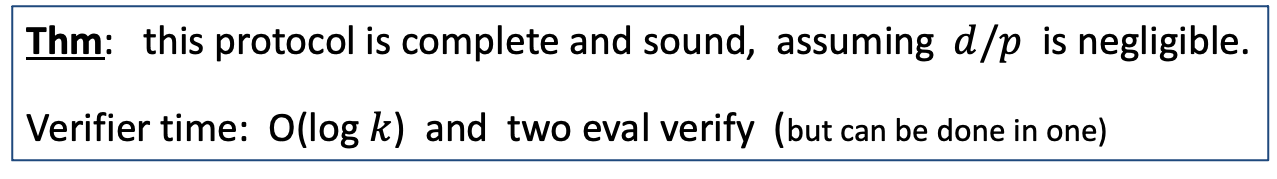 Thm: this protocol is complete and sound, assuming d/p is negligible.
Verifier time: O(log k) and two eval verify (but can be done in one)